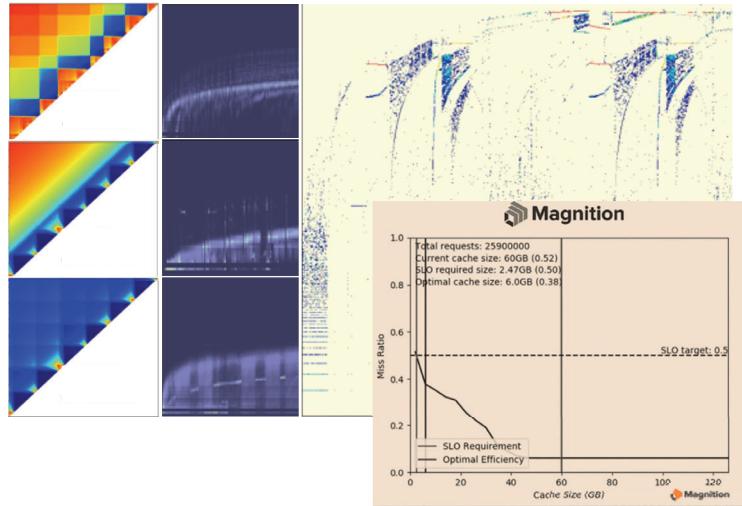 Magnition
Total requests: 25900000
Current cache size: 60GB (0.52)
SLO required size: 2.47GB (0.50)
Optimal cache size: 6.0GB (0.38)
SLO target: 0.5
Miss Ratio
1.0
0.8
0.6
0.4
0.2
0.0
SLO Requirement
Optimal Efficiency
0 20 40 60 80 100 120
Cache Size (GB)
Magnition